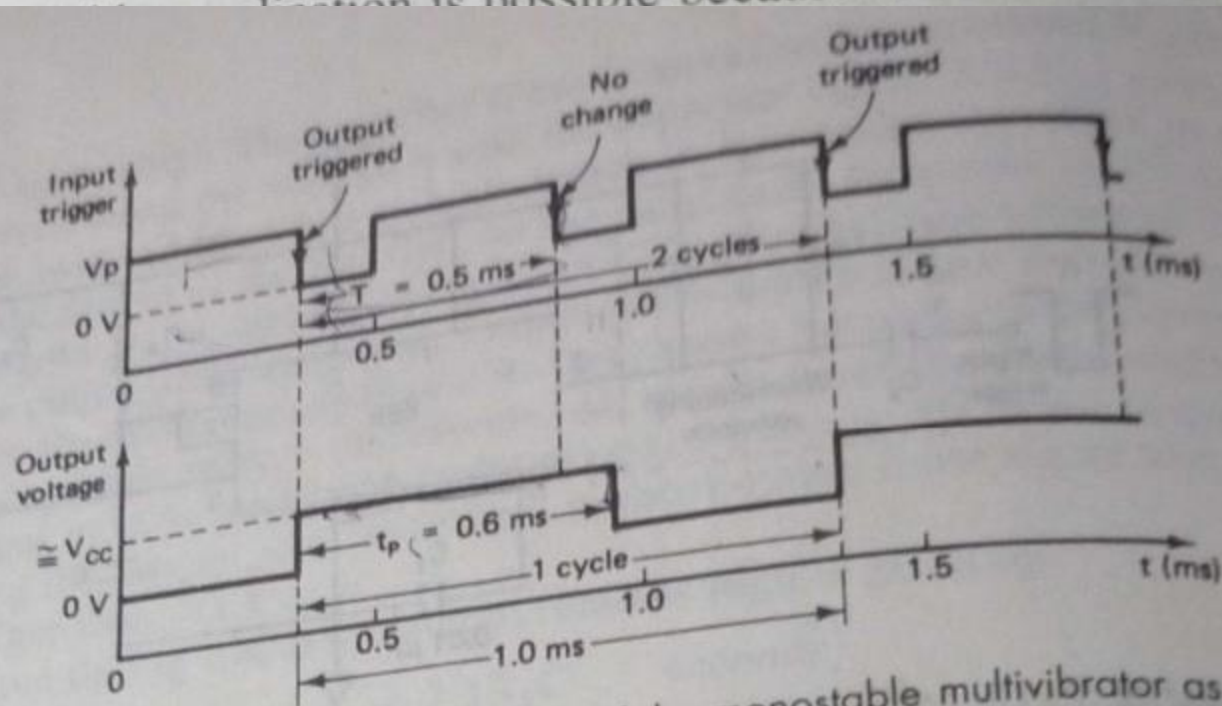 is possible
Output
triggered
No
change
Output
triggered
Input
trigger
Vp
0 V
T = 0.5 ms
2 cycles
0
0.5
1.0
1.5
t (ms)
Output
voltage
≅ VCC
0 V
tP = 0.6 ms
1 cycle
0
0.5
1.0
1.5
t (ms)
1.0 ms
monostable multivibrator as